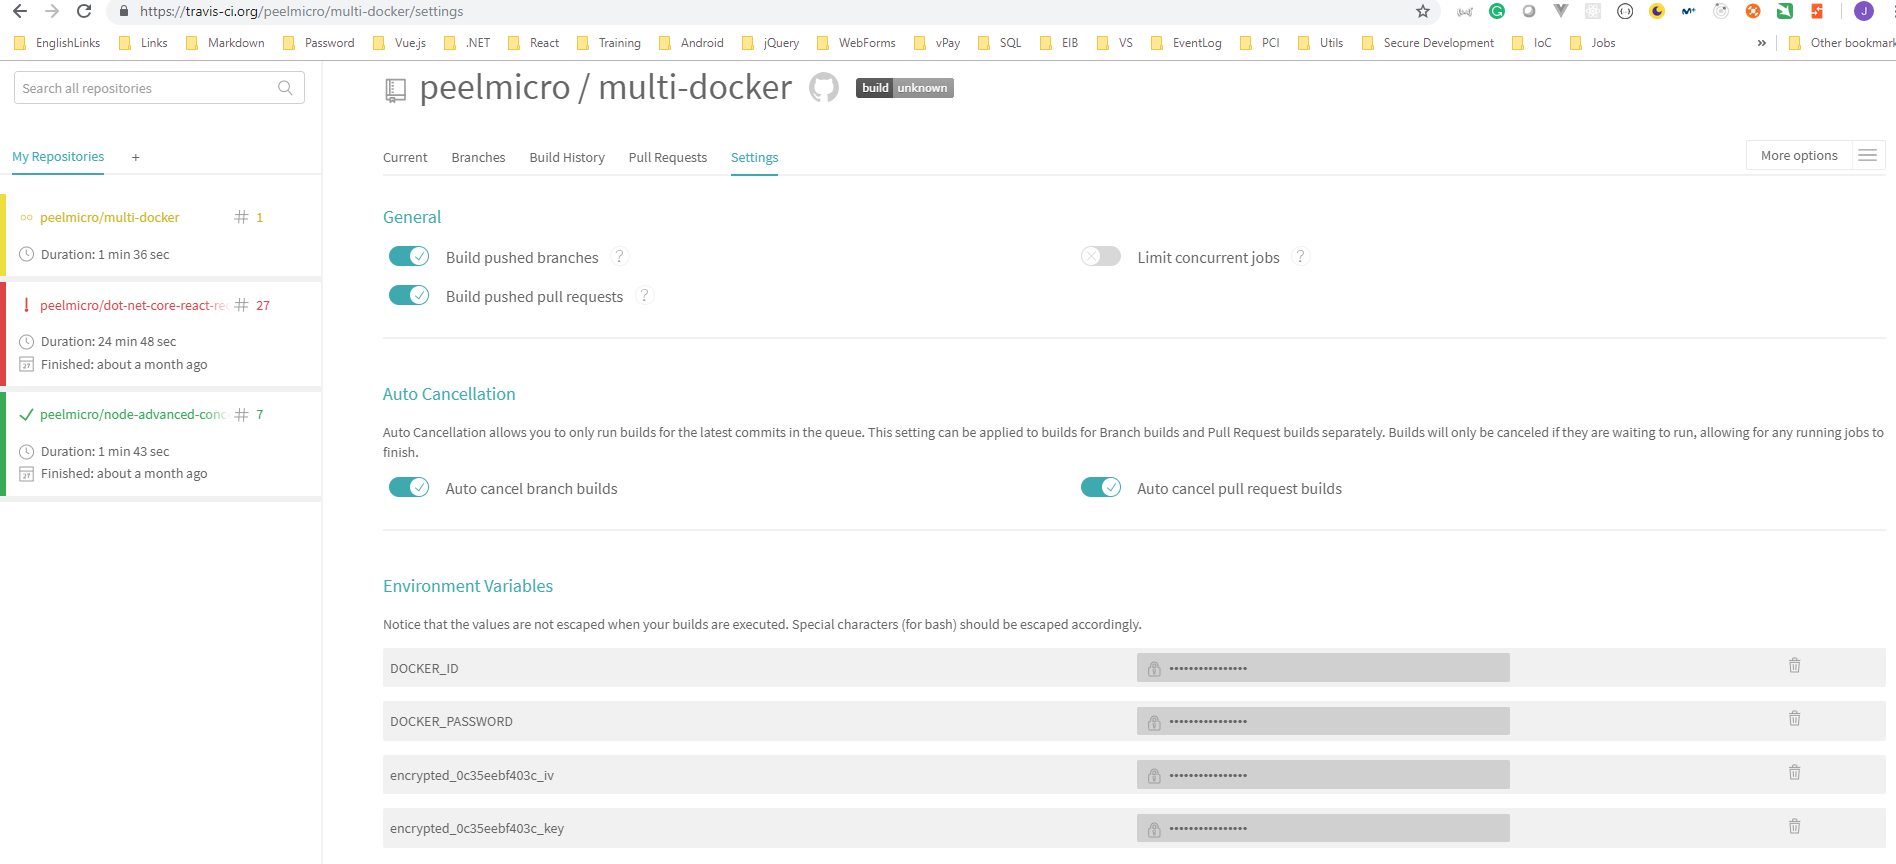 https://travis-ci.org/peelmicro/multi-docker/settings
J
EnglishLinks Links Markdown Password Vue.js .NET React Training Android jQuery WebForms vPay SQL EIB VS EventLog PCI Utils Secure Development IoC Jobs » Other bookmark
Search all repositories
My Repositories +
peelmicro/multi-docker # 1
Duration: 1 min 36 sec
peelmicro/dot-net-core-react-re # 27
Duration: 24 min 48 sec
Finished: about a month ago
peelmicro/node-advanced-conc # 7
Duration: 1 min 43 sec
Finished: about a month ago
peelmicro / multi-docker build unknown
Current Branches Build History Pull Requests Settings
More options
General
Build pushed branches ?
Limit concurrent jobs ?
Build pushed pull requests ?
Auto Cancellation
Auto Cancellation allows you to only run builds for the latest commits in the queue. This setting can be applied to builds for Branch builds and Pull Request builds separately. Builds will only be canceled if they are waiting to run, allowing for any running jobs to
finish.
Auto cancel branch builds
Auto cancel pull request builds
Environment Variables
Notice that the values are not escaped when your builds are executed. Special characters (for bash) should be escaped accordingly.
DOCKER_ID ••••••••••••••••
DOCKER_PASSWORD ••••••••••••••••
encrypted_0c35eebf403c_iv ••••••••••••••••
encrypted_0c35eebf403c_key ••••••••••••••••